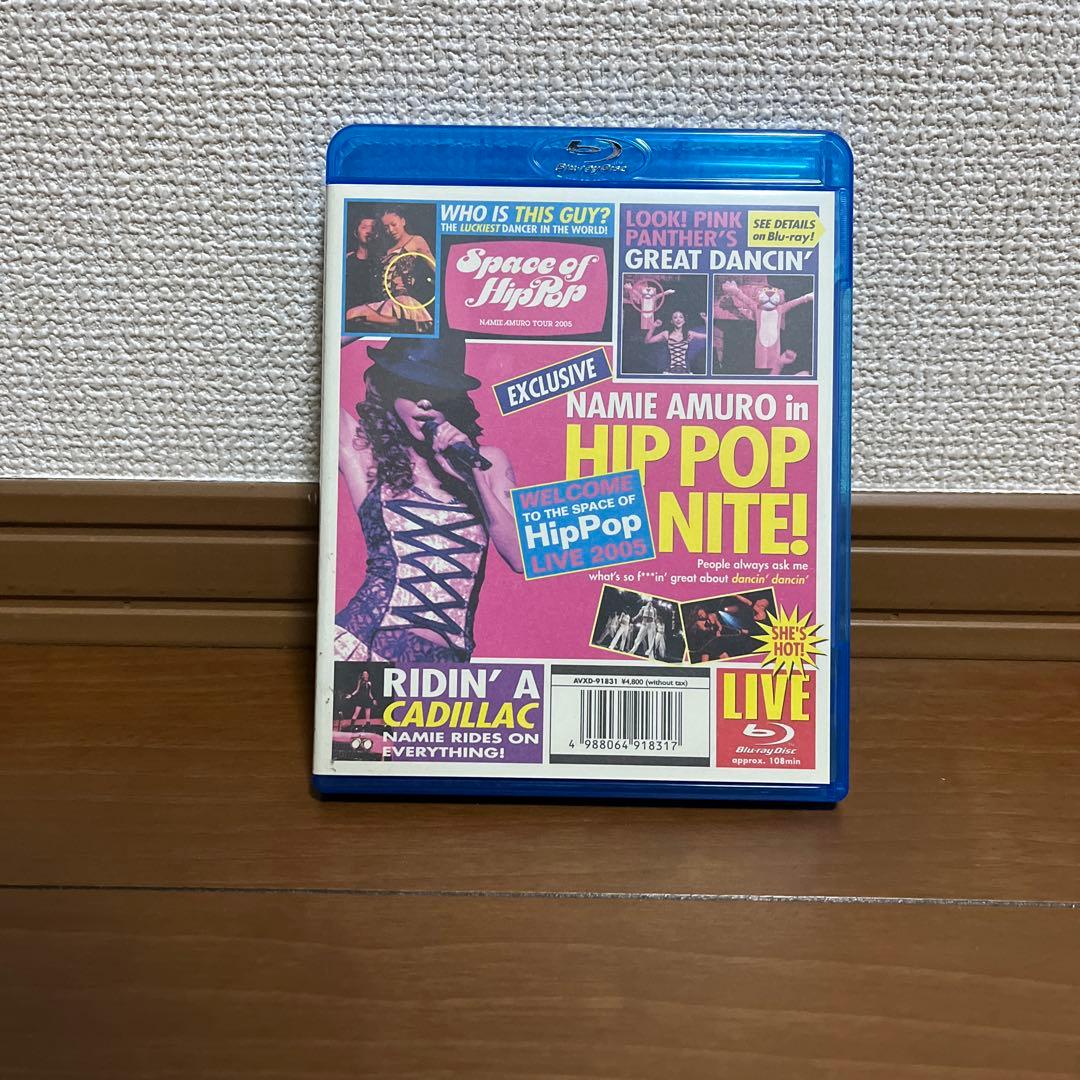 Blu-ray Disc
WHO IS THIS GUY?
THE LUCKIEST DANCER IN THE WORLD!
Space of
HipPop
NAMIE AMURO TOUR 2005
LOOK! PINK
PANTHER'S
GREAT DANCIN'
SEE DETAILS
on Blu-ray!
EXCLUSIVE
NAMIE AMURO in
HIP POP
NITE!
WELCOME
TO THE SPACE OF
HipPop
LIVE 2005
People always ask me
what's so f***in' great about dancin' dancin'
SHE'S
HOT!
RIDIN' A
CADILLAC
NAMIE RIDES ON
EVERYTHING!
AVXD-91831 ¥4,800 (without tax)
4 988064 918317
LIVE
Blu-ray Disc
approx. 108min